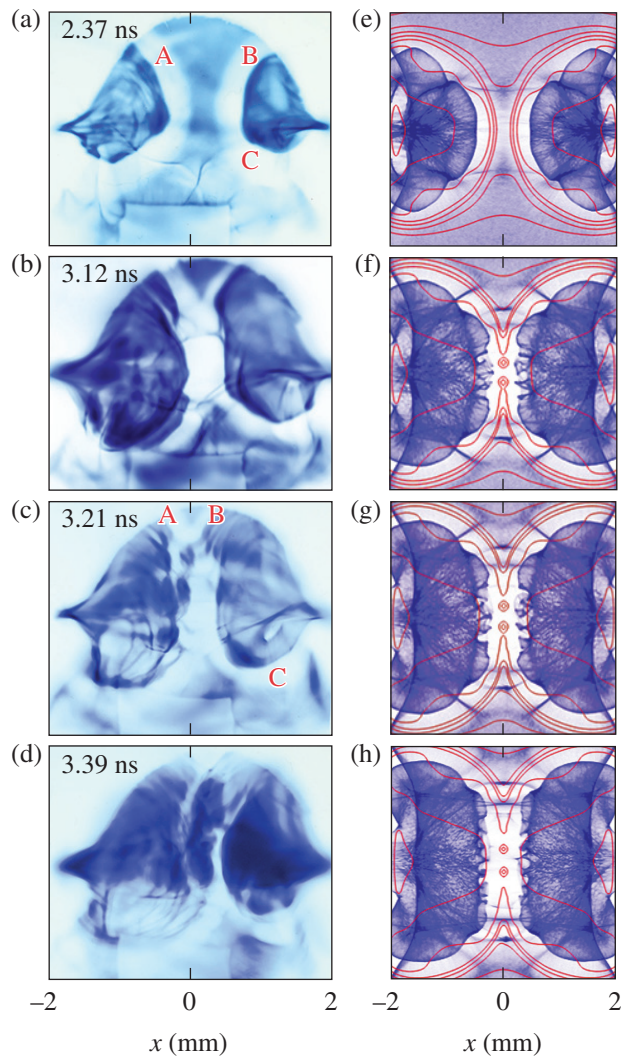 (a)
2.37 ns
A
B
C
(e)
(b)
3.12 ns
(f)
(c)
3.21 ns
A
B
C
(g)
(d)
3.39 ns
(h)
−2 0 2 −2 0 2
x (mm) x (mm)